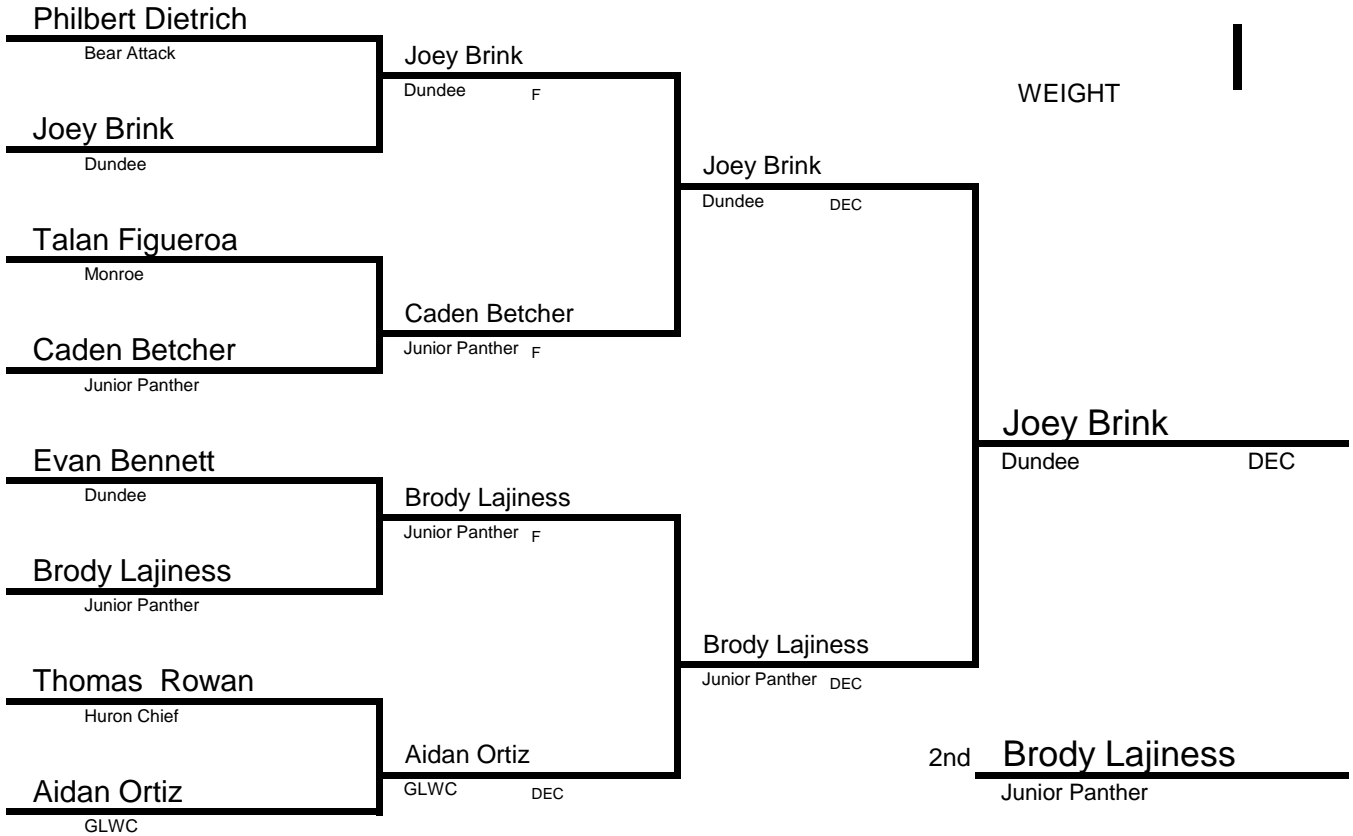 Philbert Dietrich
Bear Attack
Joey Brink
Dundee
Talan Figueroa
Monroe
Caden Betcher
Junior Panther
Evan Bennett
Dundee
Brody Lajiness
Junior Panther
Thomas  Rowan
Huron Chief
Aidan Ortiz
GLWC
Joey Brink
Dundee F
Caden Betcher
Junior Panther F
Brody Lajiness
Junior Panther F
Aidan Ortiz
GLWC DEC
Joey Brink
Dundee DEC
Brody Lajiness
Junior Panther DEC
WEIGHT
Joey Brink
Dundee DEC
2nd Brody Lajiness
Junior Panther